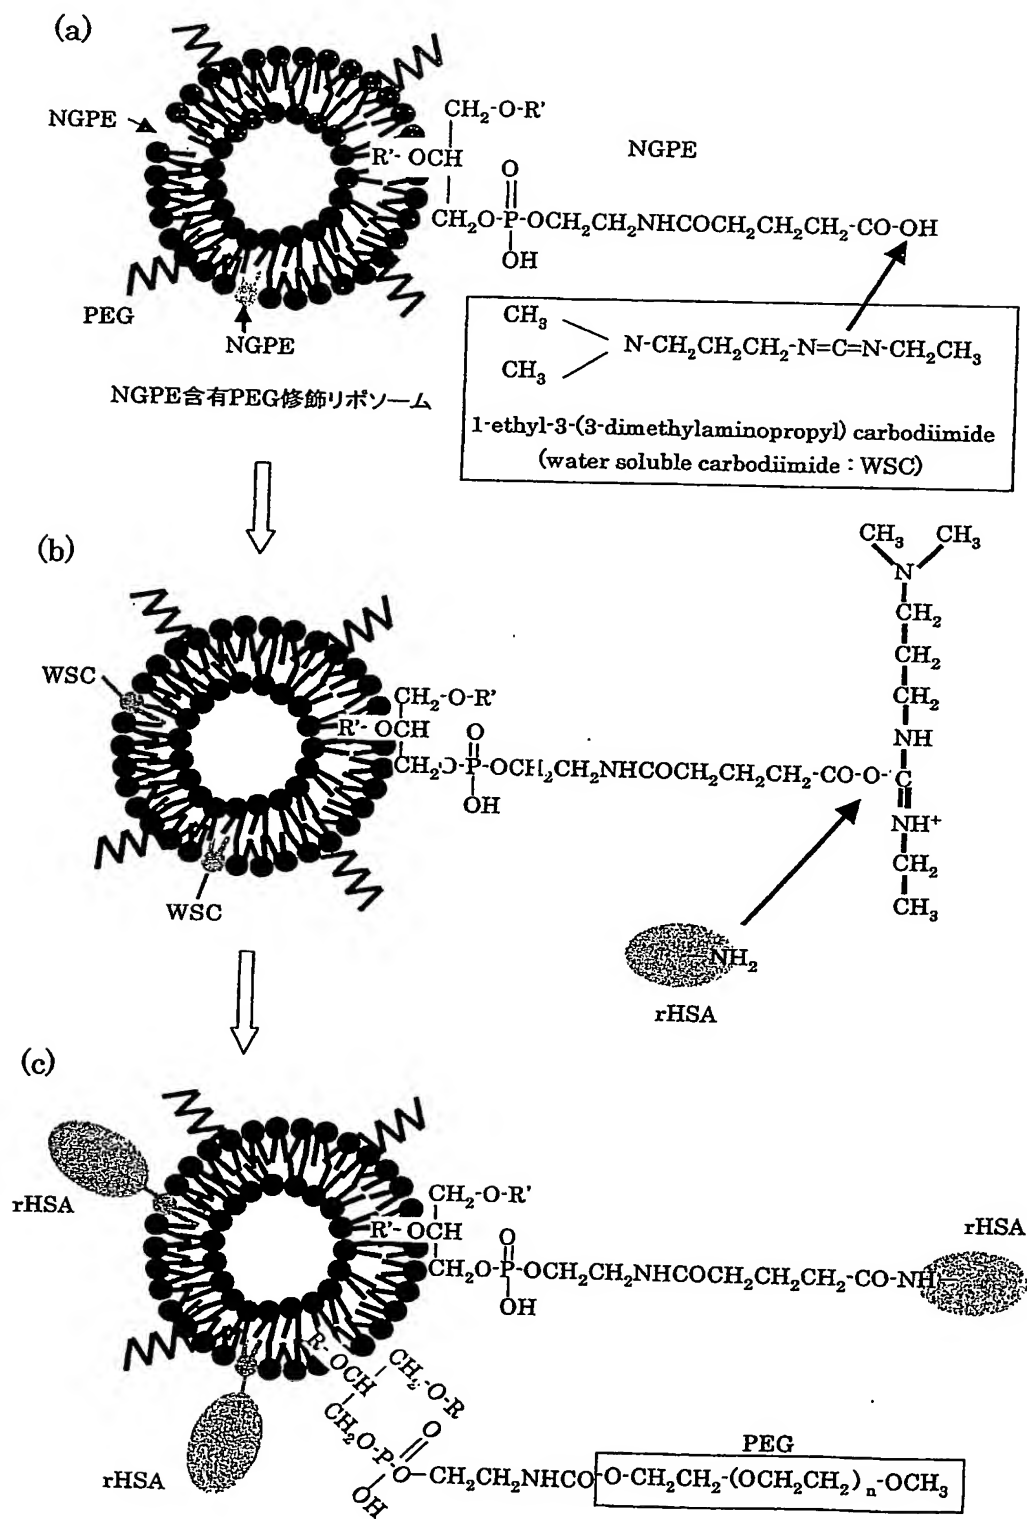 (a)
NGPE
CH₂-O-R'
R'-OCH
NGPE
O
CH₂O-P-OCH₂CH₂NHCOCH₂CH₂CH₂-CO-OH
OH
PEG
NGPE
NGPE含有PEG修飾リポソーム
CH₃
N-CH₂CH₂CH₂-N=C=N-CH₂CH₃
CH₃
1-ethyl-3-(3-dimethylaminopropyl) carbodiimide
(water soluble carbodiimide : WSC)
(b)
CH₃ CH₃
N
CH₂
CH₂
CH₂
NH
WSC
CH₂-O-R'
R'-OCH
O
CH₂O-P-OCH₂CH₂NHCOCH₂CH₂CH₂-CO-O-C
OH
NH⁺
CH₂
CH₃
WSC
NH₂
rHSA
(c)
rHSA
CH₂-O-R'
R'-OCH
O
rHSA
CH₂O-P-OCH₂CH₂NHCOCH₂CH₂CH₂-CO-NH
OH
R-OCH
CH₂-O-R
CH₂O-P-O-CH₂CH₂NHCO-O-CH₂CH₂-(OCH₂CH₂)n-OCH₃
O
OH
PEG
rHSA